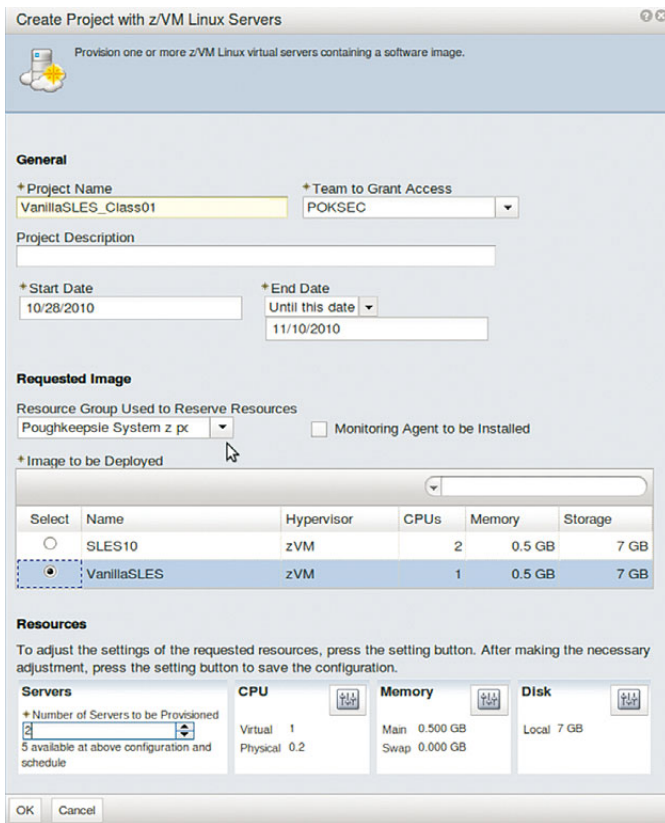 Create Project with z/VM Linux Servers
Provision one or more z/VM Linux virtual servers containing a software image.
General
+Project Name
+Team to Grant Access
VanillaSLES_Class01
POKSEC
Project Description
+Start Date
+End Date
10/28/2010
Until this date
11/10/2010
Requested Image
Resource Group Used to Reserve Resources
Poughkeepsie System z pc
Monitoring Agent to be Installed
+Image to be Deployed
Select Name Hypervisor CPUs Memory Storage
SLES10 zVM 2 0.5 GB 7 GB
VanillaSLES zVM 1 0.5 GB 7 GB
Resources
To adjust the settings of the requested resources, press the setting button. After making the necessary
adjustment, press the setting button to save the configuration.
Servers
+Number of Servers to be Provisioned
2
5 available at above configuration and
schedule
CPU
Virtual 1
Physical 0.2
Memory
Main 0.500 GB
Swap 0.000 GB
Disk
Local 7 GB
OK Cancel